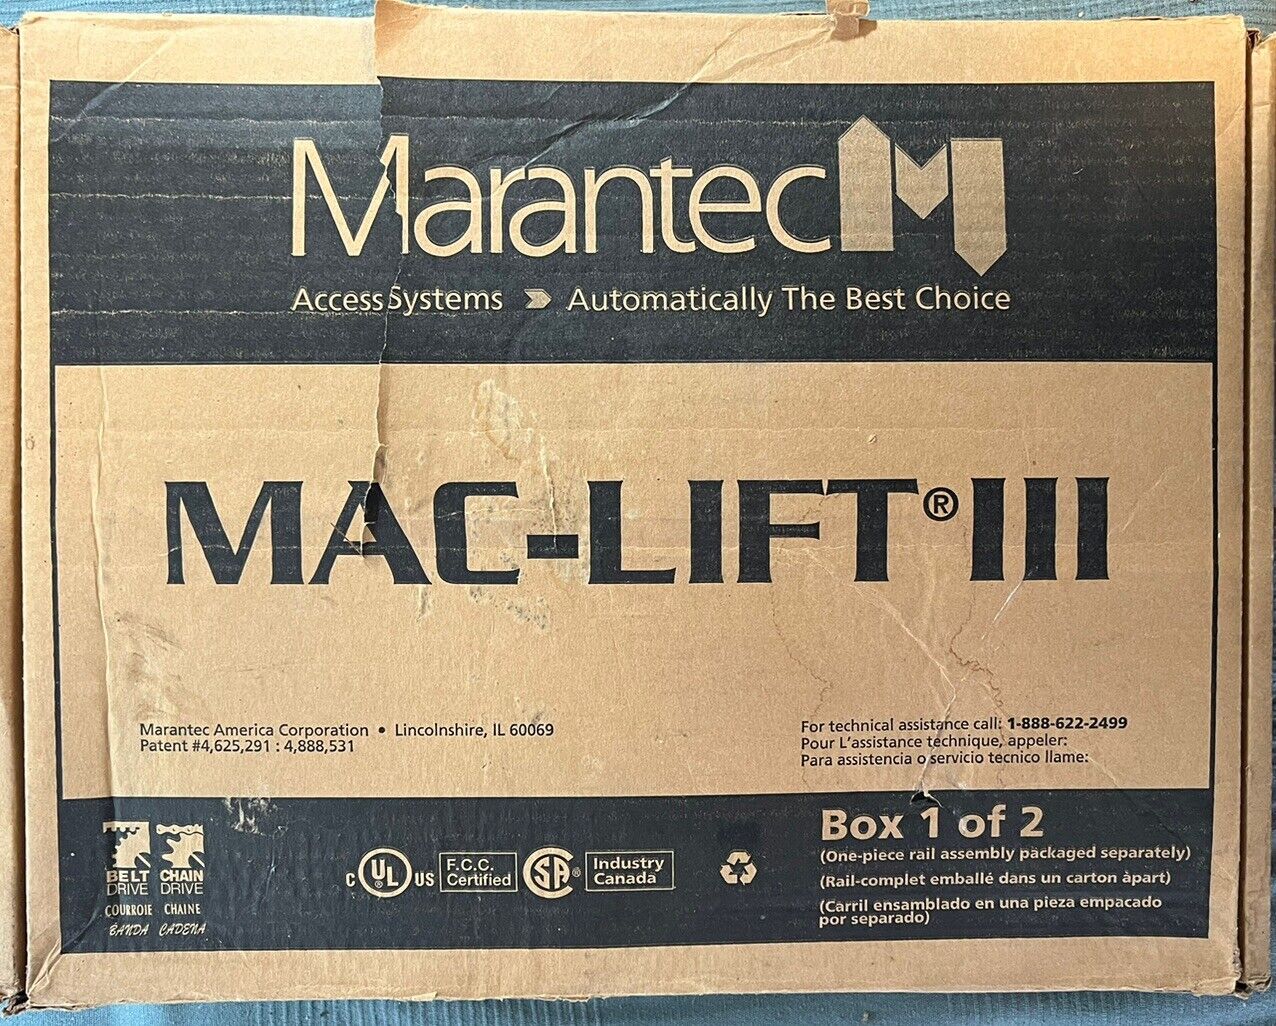 Marantec
Access Systems Automatically The Best Choice
MAC-LIFT® III
Marantec America Corporation • Lincolnshire, IL 60069
Patent #4,625,291 : 4,888,531
For technical assistance call: 1-888-622-2499
Pour L'assistance technique, appeler:
Para assistencia o servicio tecnico llame:
BELT
DRIVE
COURROIE
BANDA
CHAIN
DRIVE
CHAINE
CADENA
C UL® US
F.C.C.
Certified
SA®
Industry
Canada
Box 1 of 2
(One-piece rail assembly packaged separately)
(Rail-complet emballé dans un carton àpart)
(Carril ensamblado en una pieza empacado
por separado)